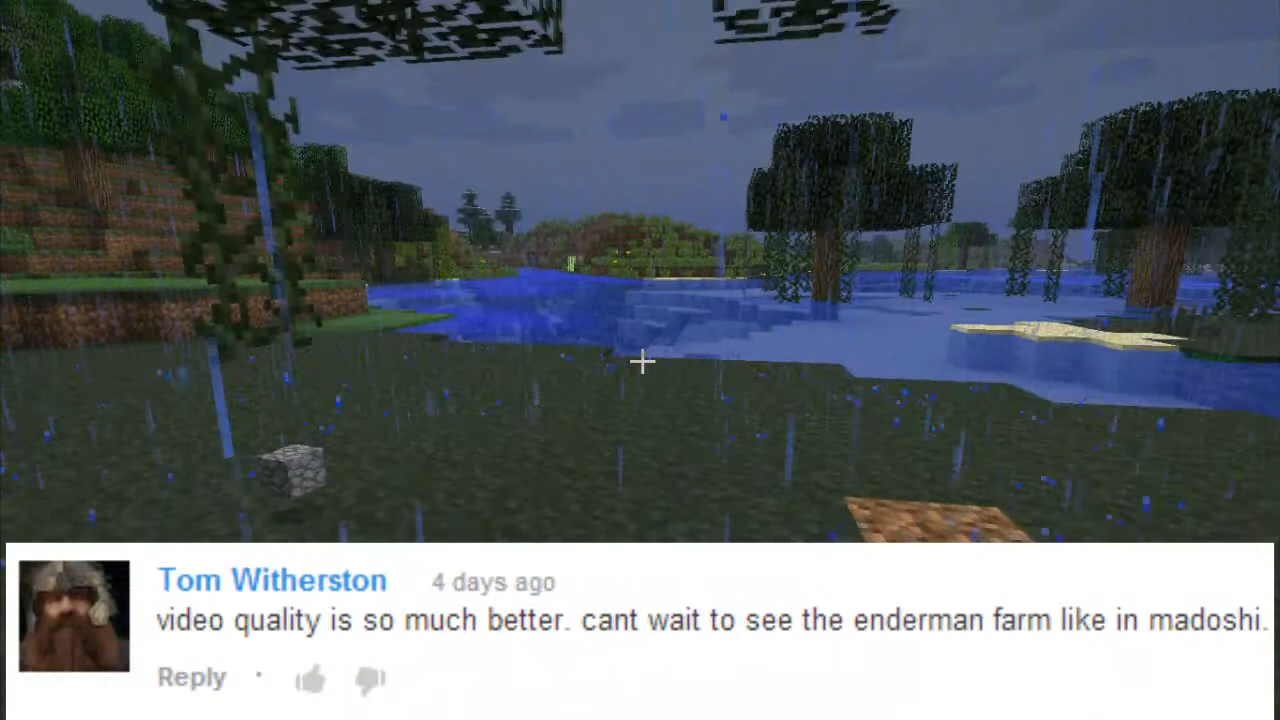 Tom Witherston 4 days ago
video quality is so much better. cant wait to see the enderman farm like in madoshi.
Reply ·